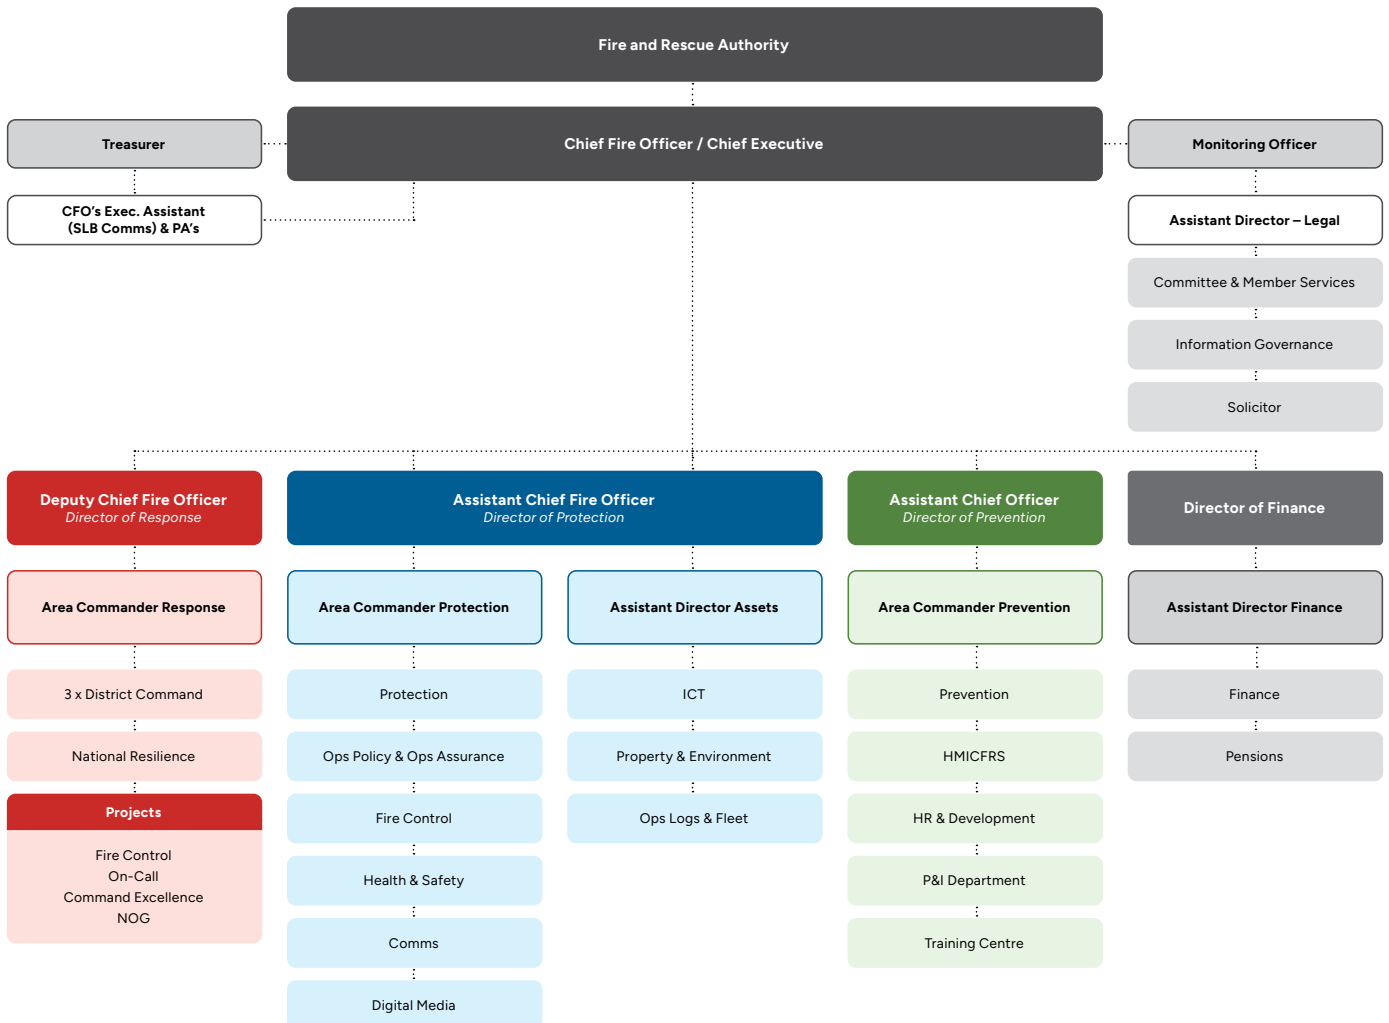 Fire and Rescue Authority
Chief Fire Officer / Chief Executive
Treasurer
CFO’s Exec. Assistant
(SLB Comms) & PA’s
Monitoring Officer
Assistant Director – Legal
Committee & Member Services
Information Governance
Solicitor
Deputy Chief Fire Officer
Director of Response
Area Commander Response
3 x District Command
National Resilience
Projects
Fire Control
On-Call
Command Excellence
NOG
Assistant Chief Fire Officer
Director of Protection
Area Commander Protection
Protection
Ops Policy & Ops Assurance
Fire Control
Health & Safety
Comms
Digital Media
Assistant Director Assets
ICT
Property & Environment
Ops Logs & Fleet
Assistant Chief Officer
Director of Prevention
Area Commander Prevention
Prevention
HMICFRS
HR & Development
P&I Department
Training Centre
Director of Finance
Assistant Director Finance
Finance
Pensions